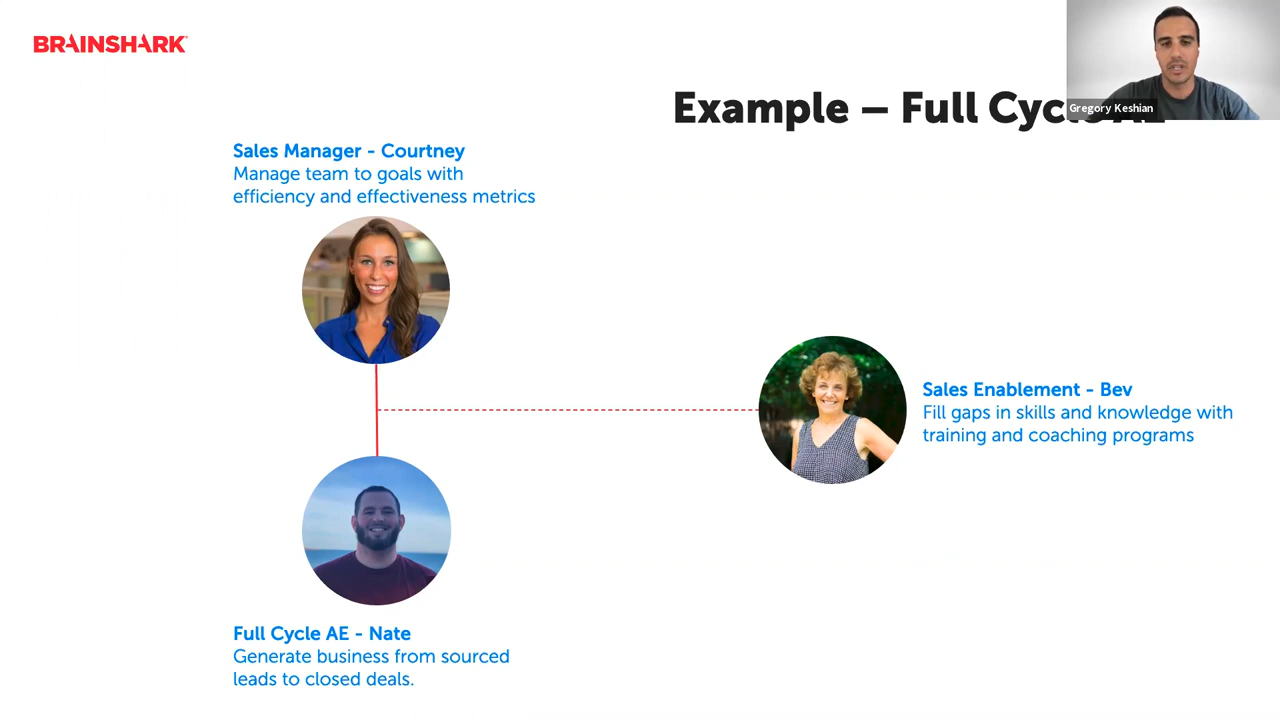 BRAINSHARK
Gregory Keshian
Example – Full Cycle AE
Sales Manager - Courtney
Manage team to goals with
efficiency and effectiveness metrics
Sales Enablement - Bev
Fill gaps in skills and knowledge with
training and coaching programs
Full Cycle AE - Nate
Generate business from sourced
leads to closed deals.